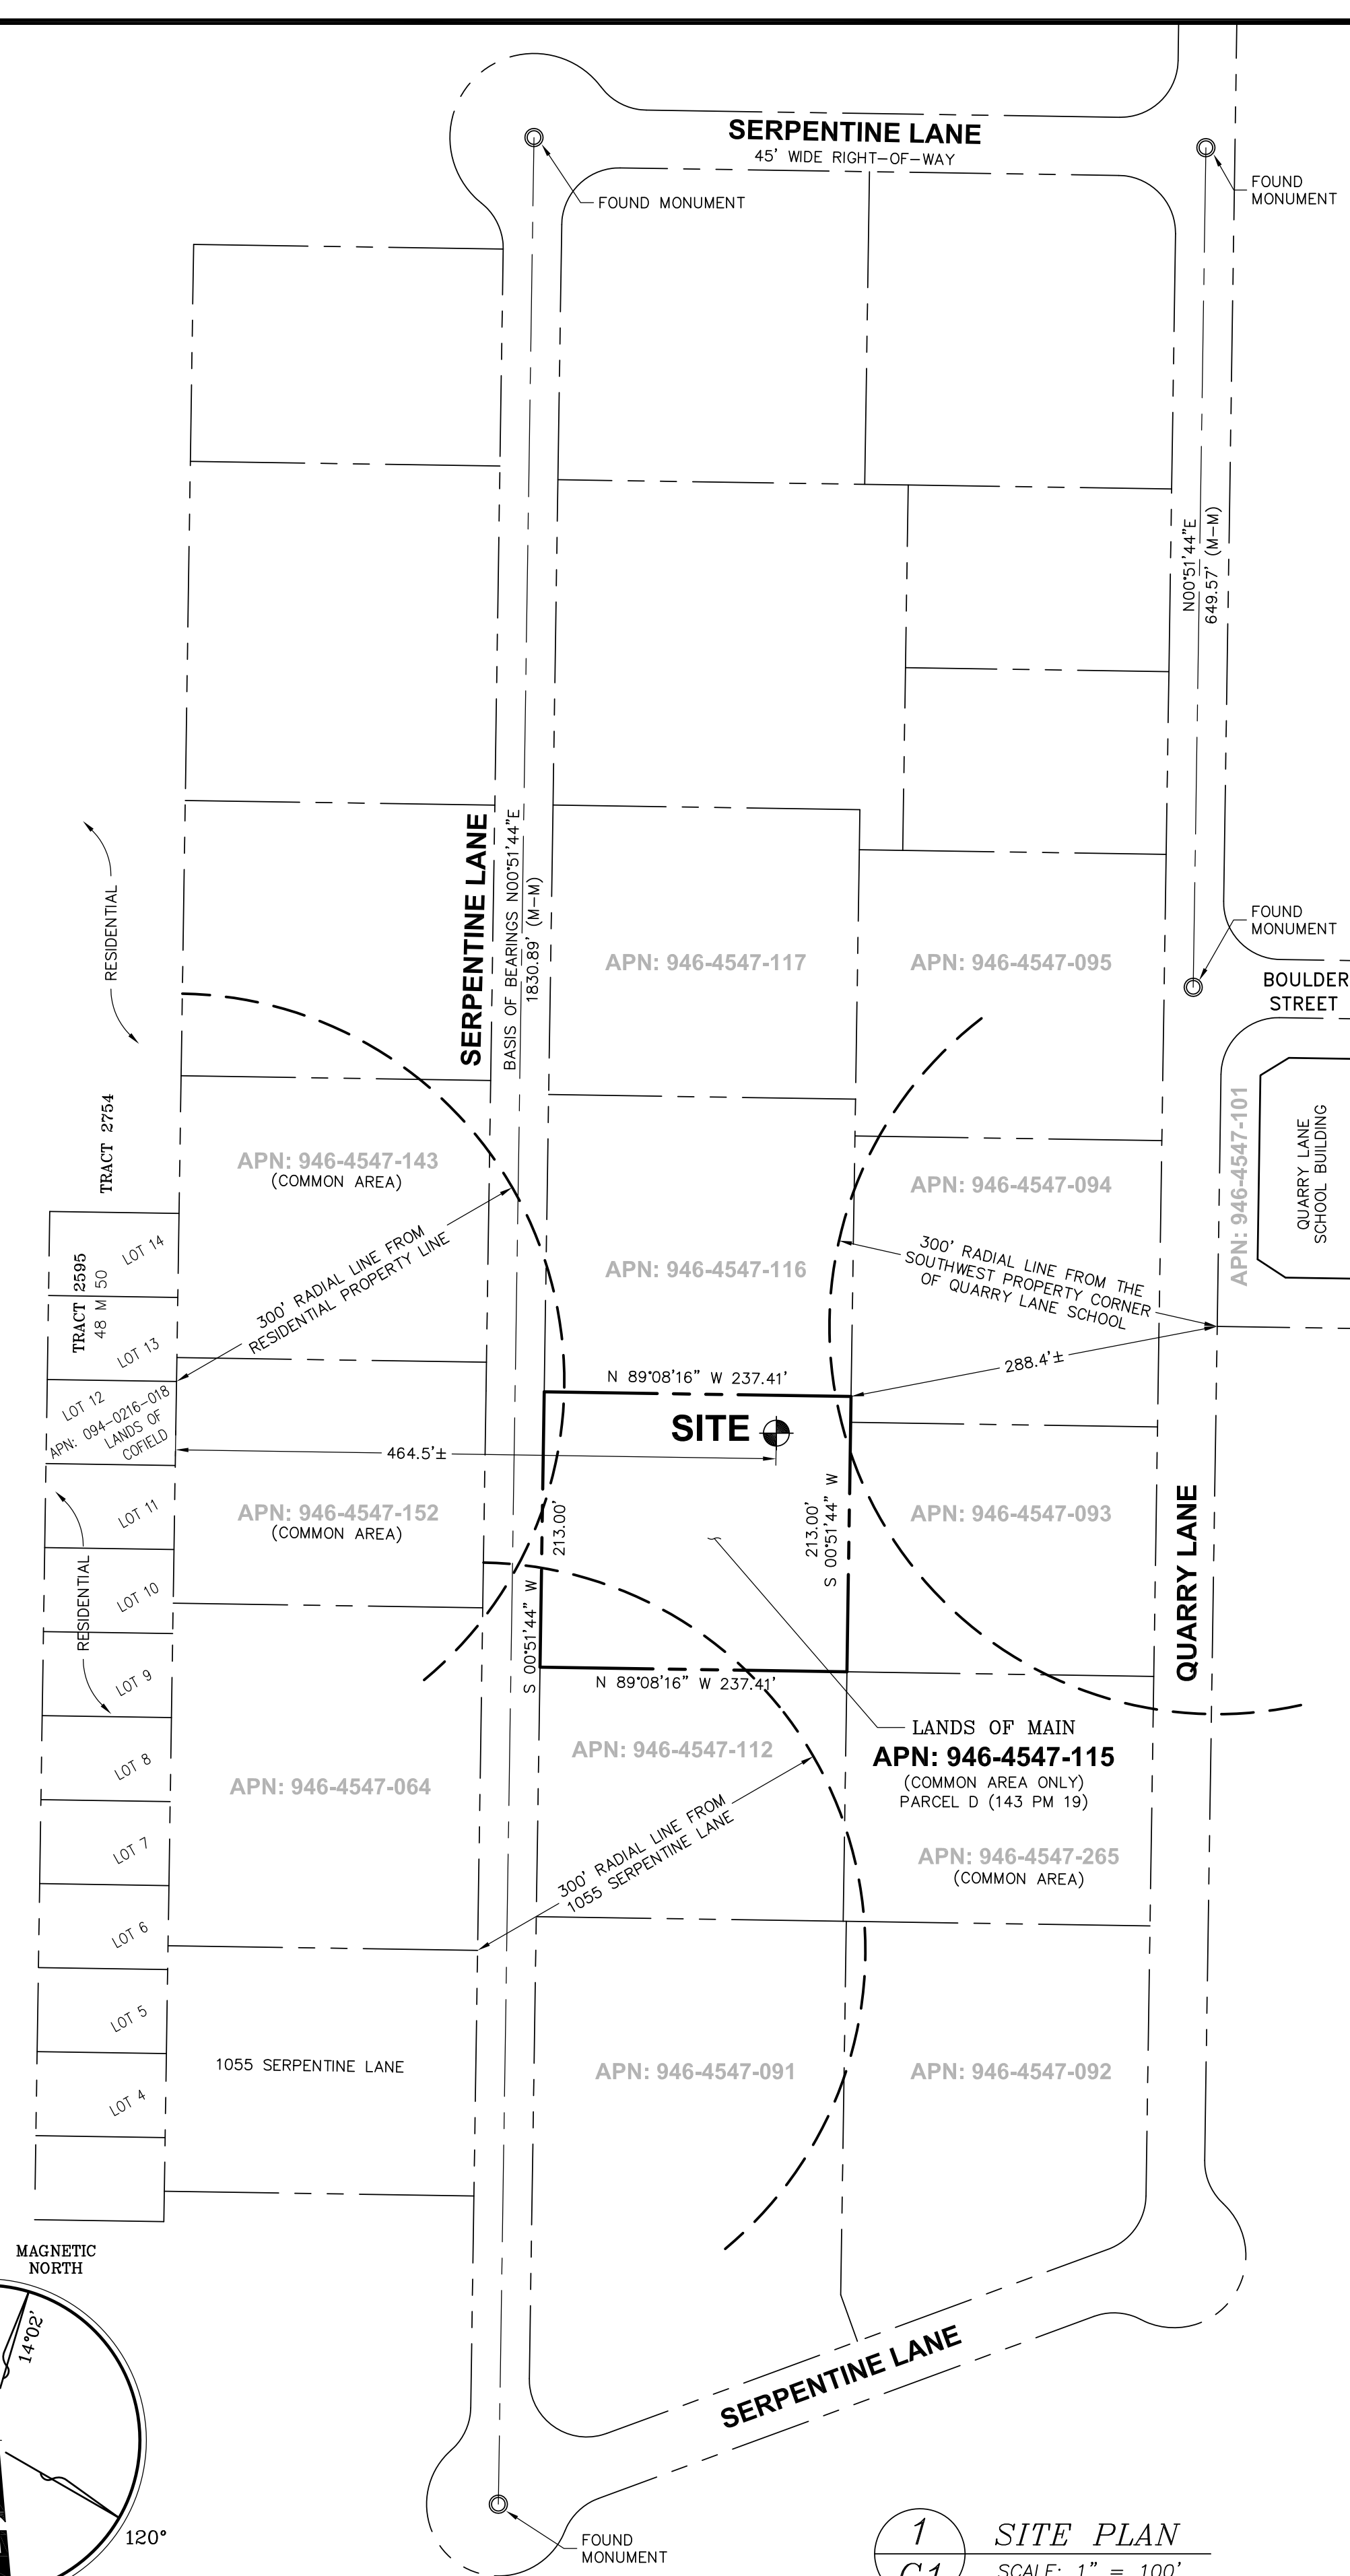 SERPENTINE LANE
45' WIDE RIGHT-OF-WAY
FOUND MONUMENT
FOUND
MONUMENT
N00°51'44"E
649.57' (M-M)
SERPENTINE LANE
BASIS OF BEARINGS N00°51'44"E
1830.89' (M-M)
RESIDENTIAL
FOUND
MONUMENT
BOULDER
STREET
APN: 946-4547-117
APN: 946-4547-095
TRACT 2754
APN: 946-4547-143
(COMMON AREA)
APN: 946-4547-094
APN: 946-4547-101
QUARRY LANE
SCHOOL BUILDING
LOT 14
TRACT 2595
48 M 50
LOT 13
300' RADIAL LINE FROM
RESIDENTIAL PROPERTY LINE
APN: 946-4547-116
300' RADIAL LINE FROM THE
SOUTHWEST PROPERTY CORNER
OF QUARRY LANE SCHOOL
288.4'±
N 89°08'16" W 237.41'
LOT 12
APN: 094-0216-018
LANDS OF
COFIELD
SITE
464.5'±
LOT 11
APN: 946-4547-152
(COMMON AREA)
213.00'
S 00°51'44" W
213.00'
S 00°51'44" W
APN: 946-4547-093
QUARRY LANE
RESIDENTIAL
LOT 10
LOT 9
N 89°08'16" W 237.41'
LANDS OF MAIN
APN: 946-4547-115
(COMMON AREA ONLY)
PARCEL D (143 PM 19)
APN: 946-4547-112
LOT 8
APN: 946-4547-064
300' RADIAL LINE FROM
1055 SERPENTINE LANE
LOT 7
APN: 946-4547-265
(COMMON AREA)
LOT 6
LOT 5
1055 SERPENTINE LANE
APN: 946-4547-091
APN: 946-4547-092
LOT 4
MAGNETIC
NORTH
14°02'
120°
SERPENTINE LANE
FOUND
MONUMENT
1
C1
SITE PLAN
SCALE: 1" = 100'